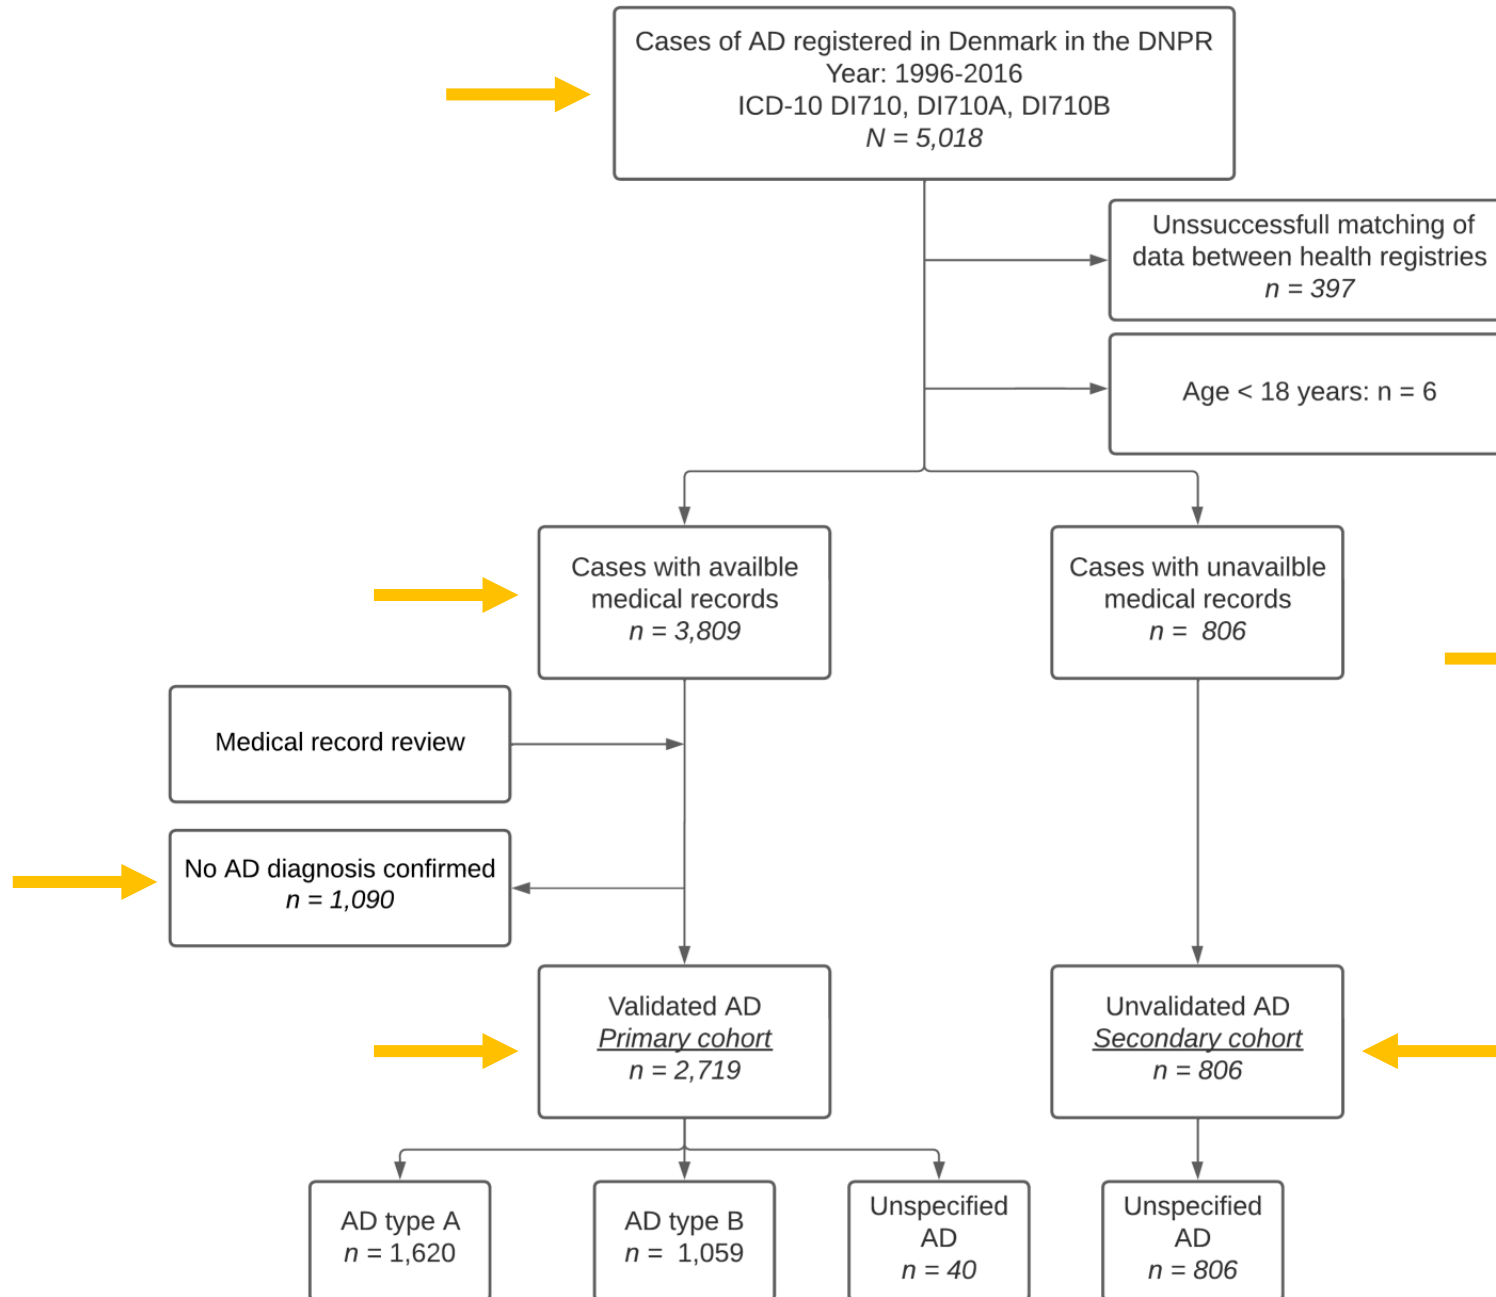 Cases of AD registered in Denmark in the DNPR
Year: 1996-2016
ICD-10 DI710, DI710A, DI710B
N = 5,018
Unssuccessfull matching of
data between health registries
n = 397
Age < 18 years: n = 6
Cases with availble
medical records
n = 3,809
Cases with unavailble
medical records
n = 806
Medical record review
No AD diagnosis confirmed
n = 1,090
Validated AD
Primary cohort
n = 2,719
Unvalidated AD
Secondary cohort
n = 806
AD type A
n = 1,620
AD type B
n = 1,059
Unspecified
AD
n = 40
Unspecified
AD
n = 806